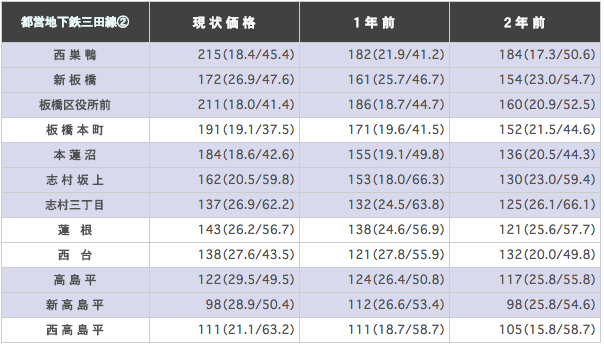 都営地下鉄三田線② 現状価格 1年前 2年前
西巣鴨 215(18.4/45.4) 182(21.9/41.2) 184(17.3/50.6)
新板橋 172(26.9/47.6) 161(25.7/46.7) 154(23.0/54.7)
板橋区役所前 211(18.0/41.4) 186(18.7/44.7) 160(20.9/52.5)
板橋本町 191(19.1/37.5) 171(19.6/41.5) 152(21.5/44.6)
本蓮沼 184(18.6/42.6) 155(19.1/49.8) 136(20.5/44.3)
志村坂上 162(20.5/59.8) 153(18.0/66.3) 130(23.0/59.4)
志村三丁目 137(26.9/62.2) 132(24.5/63.8) 125(26.1/66.1)
蓮根 143(26.2/56.7) 138(24.6/56.9) 121(25.6/57.7)
西台 138(27.6/43.5) 121(27.8/55.9) 132(20.0/49.8)
高島平 122(29.5/49.5) 124(26.4/50.8) 117(25.8/55.8)
新高島平 98(28.9/50.4) 112(26.6/53.4) 98(25.8/54.6)
西高島平 111(21.1/63.2) 111(18.7/58.7) 105(15.8/58.7)